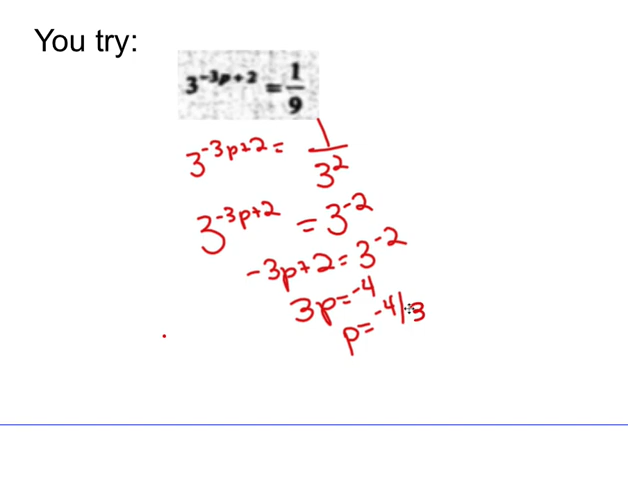 You try:
3^{-3p+2} = 1/9
3^{-3p+2} = 1/3^2
3^{-3p+2} = 3^{-2}
-3p+2 = 3^{-2}
3p = -4
p = -4/3